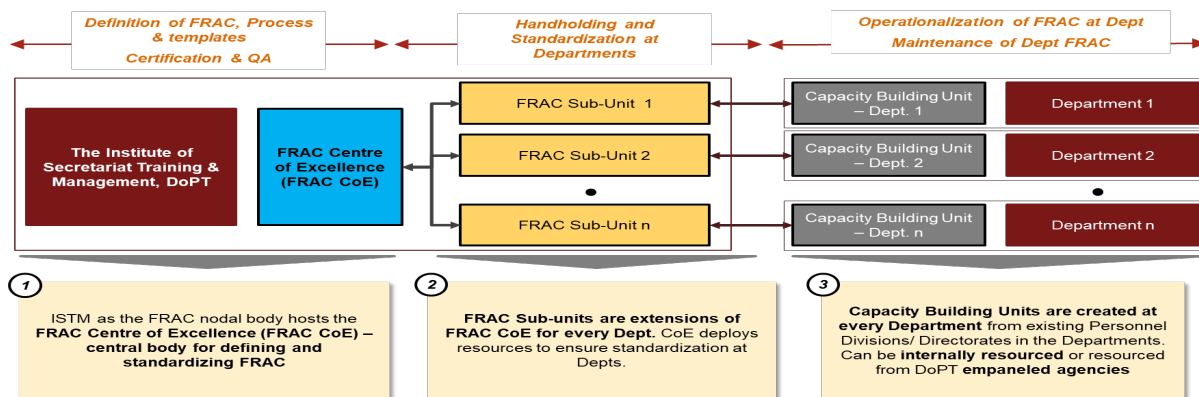 Definition of FRAC, Process
& templates
Certification & QA
Handholding and
Standardization at
Departments
Operationalization of FRAC at Dept
Maintenance of Dept FRAC
The Institute of
Secretariat Training &
Management, DoPT
FRAC Centre
of Excellence
(FRAC CoE)
FRAC Sub-Unit 1
Capacity Building Unit
– Dept. 1
Department 1
FRAC Sub-Unit 2
Capacity Building Unit
– Dept. 2
Department 2
FRAC Sub-Unit n
Capacity Building Unit
– Dept. n
Department n
1
ISTM as the FRAC nodal body hosts the
FRAC Centre of Excellence (FRAC CoE) –
central body for defining and
standardizing FRAC
2
FRAC Sub-units are extensions of
FRAC CoE for every Dept. CoE deploys
resources to ensure standardization at
Depts.
3
Capacity Building Units are created at
every Department from existing Personnel
Divisions/ Directorates in the Departments.
Can be internally resourced or resourced
from DoPT empaneled agencies